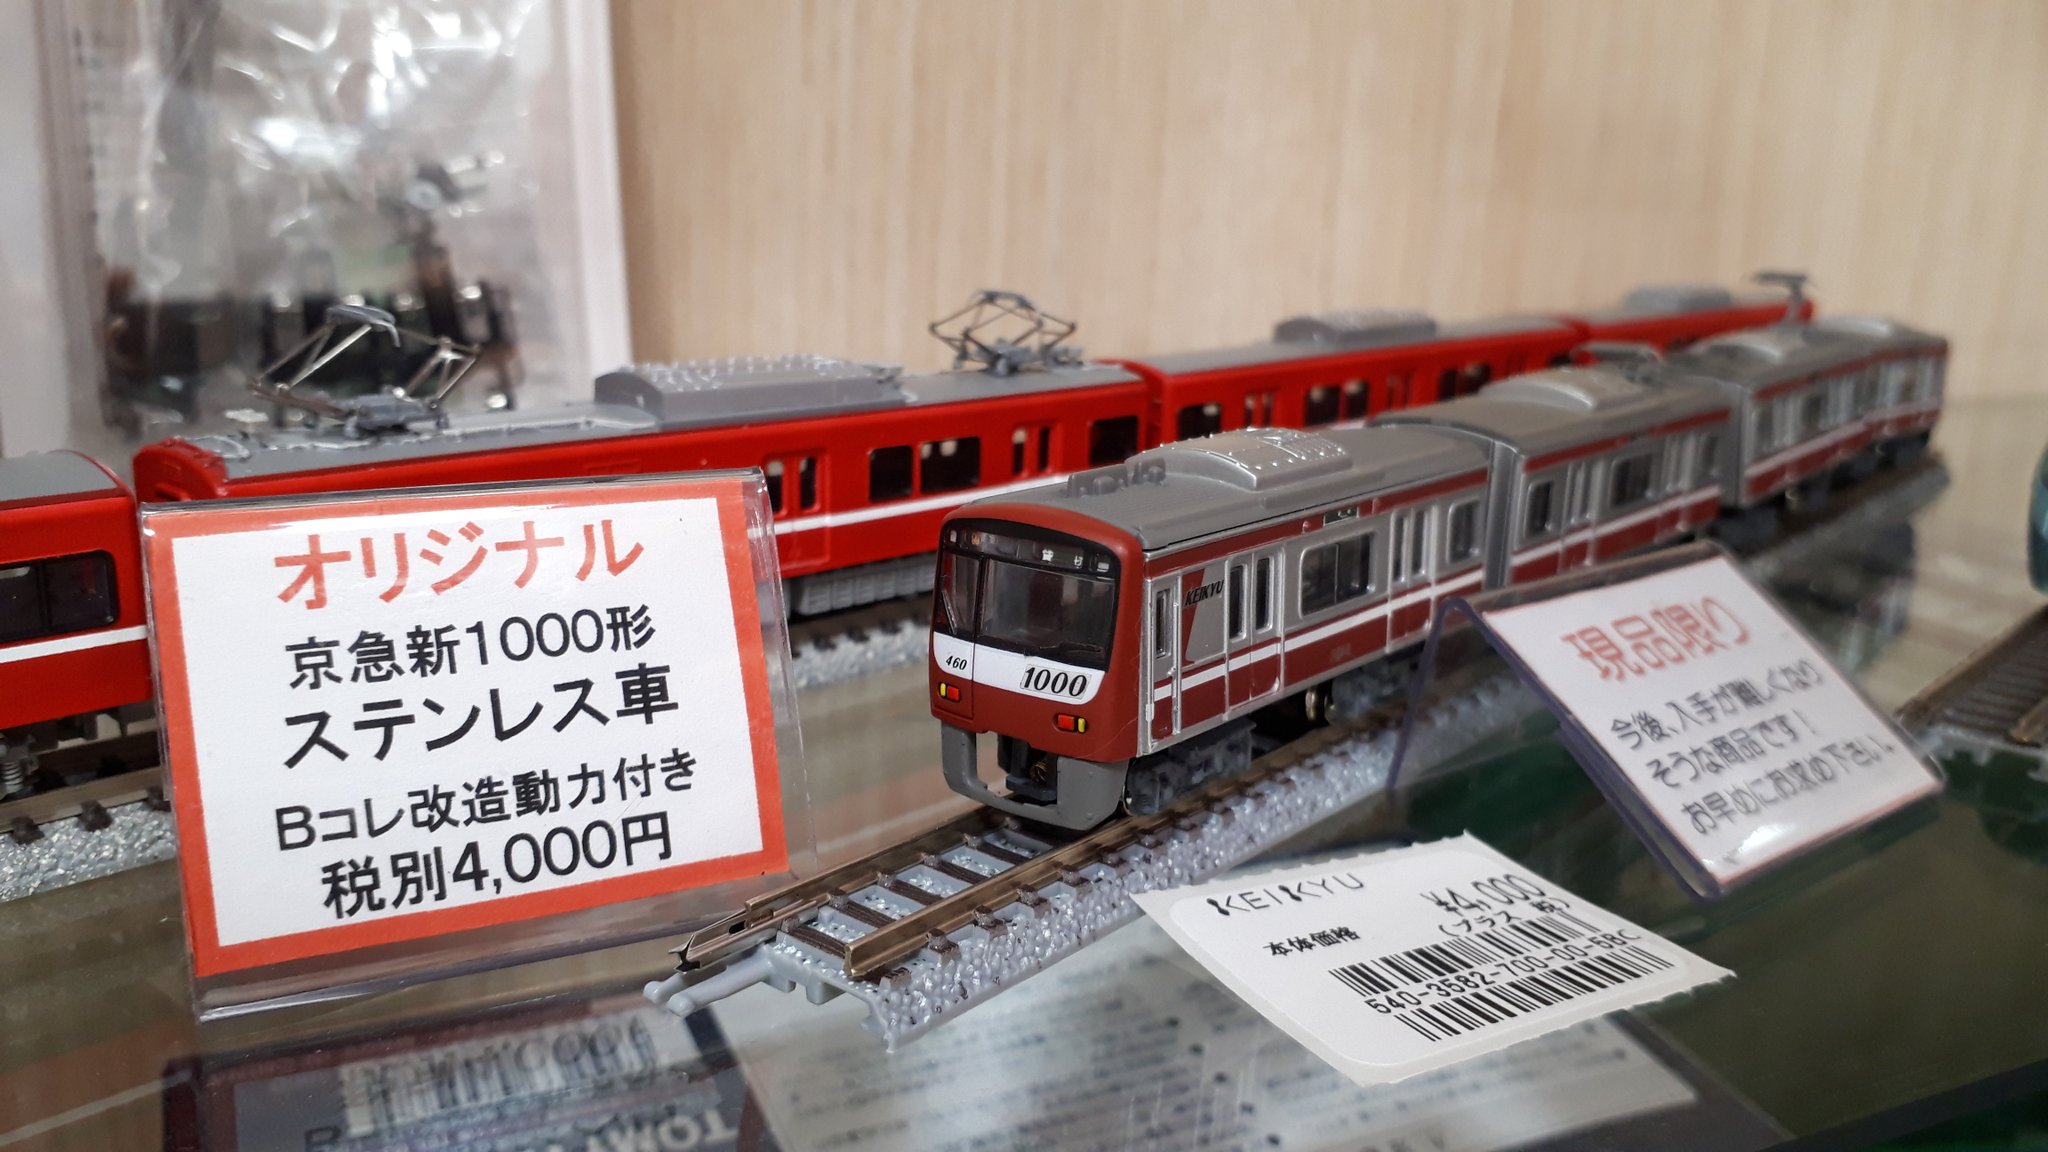 オリジナル
京急新1000形
ステンレス車
Bコレ改造動力付き
税別4,000円
460
1000
KEIKYU
現品限り
今後、入手が難しくなり
そうな商品です!
お早めにお求め下さい。
KEIKYU
¥4,000
本体価格
(プラス 税)
540-3582-700-00-5BC